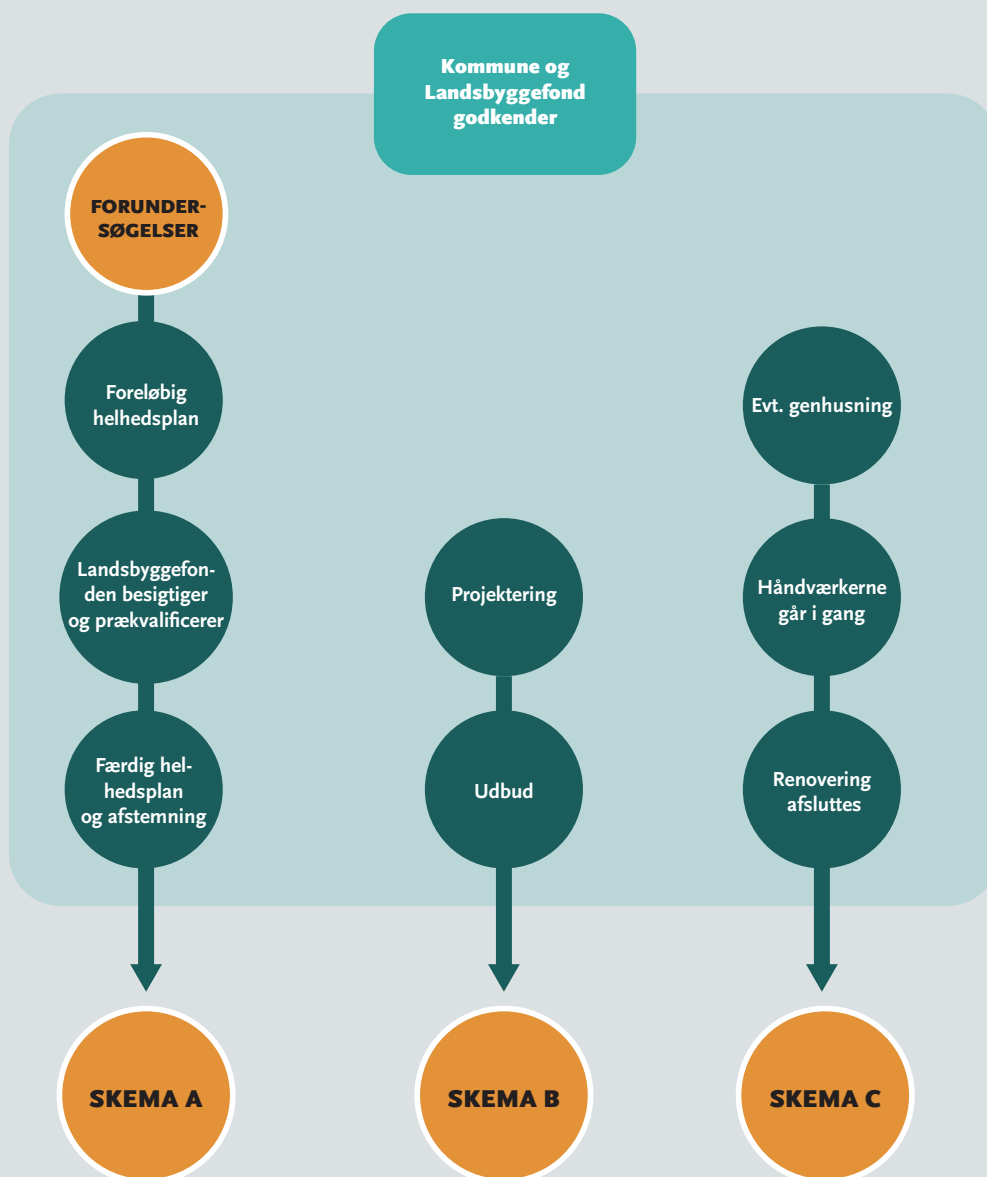 Kommune og
Landsbyggefond
godkender
FORUNDER-
SØGELSER
Foreløbig
helhedsplan
Landsbyggefon-
den besigtiger
og prækvalificerer
Færdig hel-
hedsplan
og afstemning
SKEMA A
Projektering
Udbud
SKEMA B
Evt. genhusning
Håndværkerne
går i gang
Renovering
afsluttes
SKEMA C